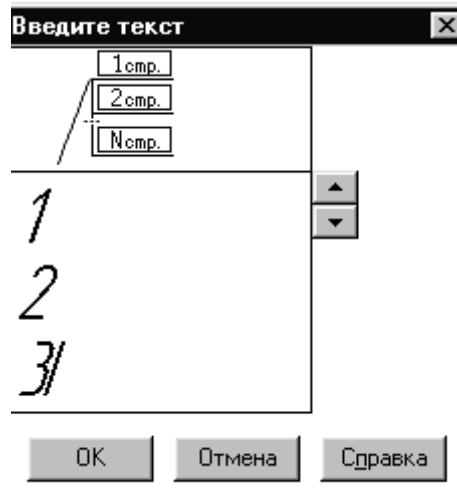 Введите текст
1стр.
2стр.
Nстр.
1
2
3
OK
Отмена
Справка